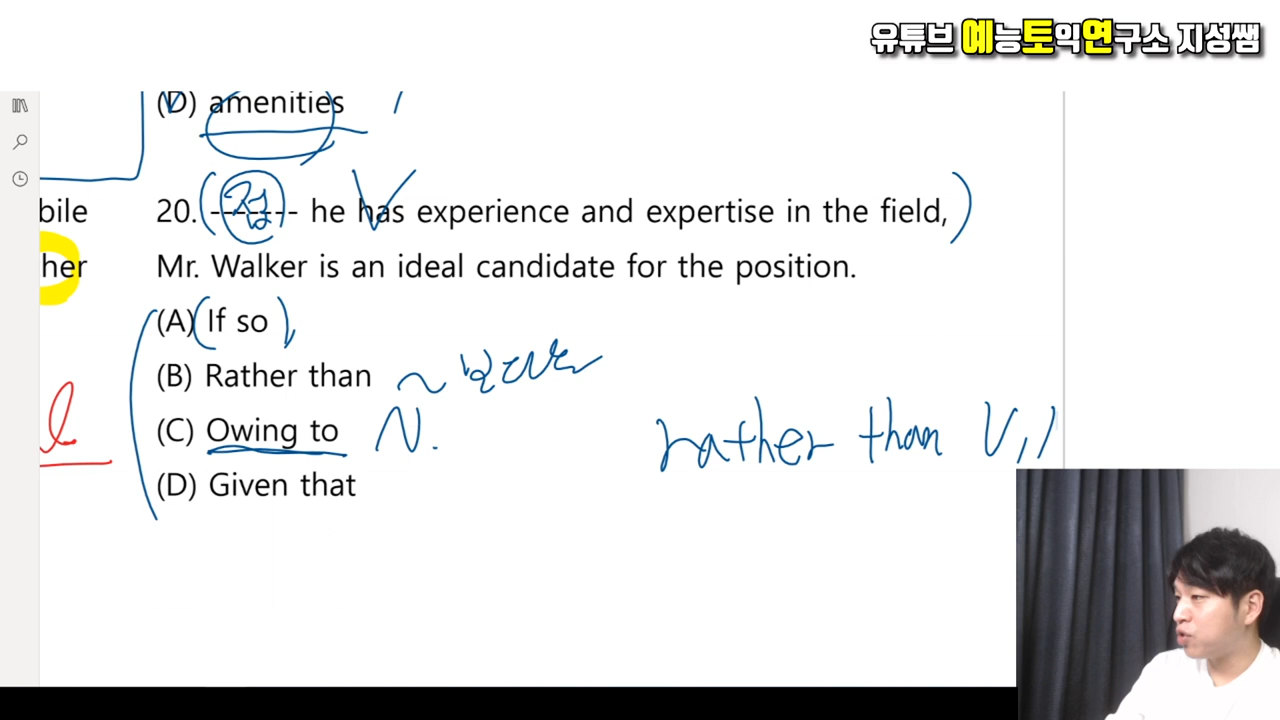 유튜브 예능토익연구소 지성쌤
(D) amenities
bile
20. ------- he has experience and expertise in the field,
접
her
Mr. Walker is an ideal candidate for the position.
(A) If so
(B) Rather than
(C) Owing to N.
rather than V
(D) Given that